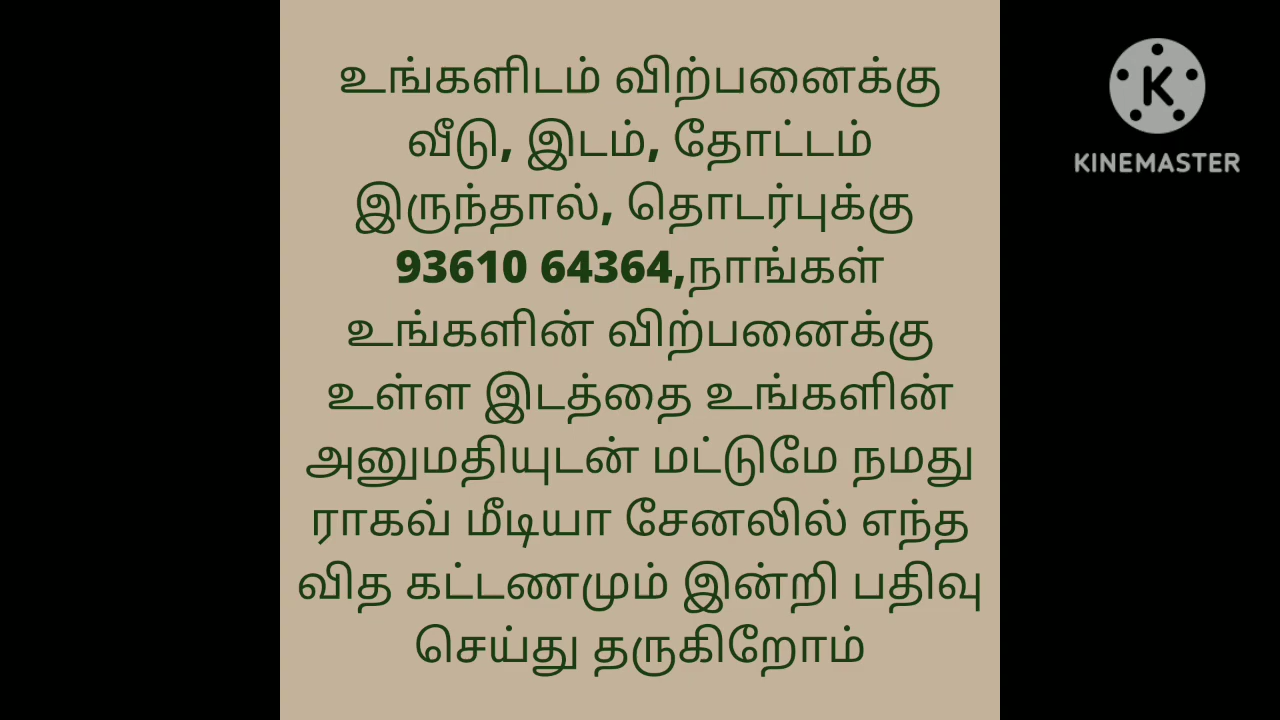 உங்களிடம் விற்பனைக்கு
வீடு, இடம், தோட்டம்
இருந்தால், தொடர்புக்கு
93610 64364,நாங்கள்
உங்களின் விற்பனைக்கு
உள்ள இடத்தை உங்களின்
அனுமதியுடன் மட்டுமே நமது
ராகவ் மீடியா சேனலில் எந்த
வித கட்டணமும் இன்றி பதிவு
செய்து தருகிறோம்
K
KINEMASTER